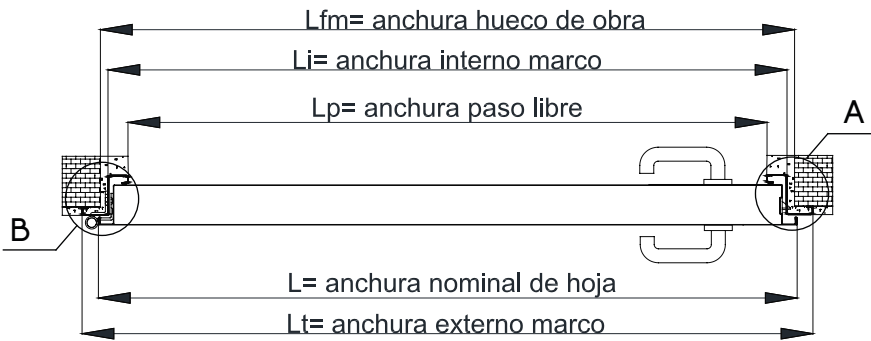 Lfm= anchura hueco de obra
Li= anchura interno marco
Lp= anchura paso libre
A
B
L= anchura nominal de hoja
Lt= anchura externo marco